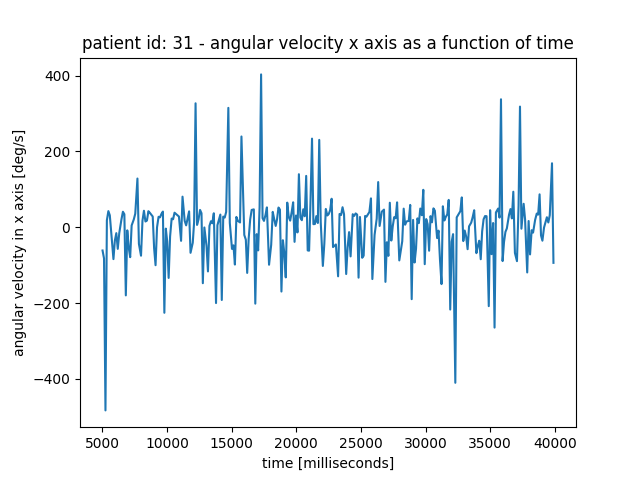 patient id: 31 - angular velocity x axis as a function of time
400
200
0
−200
−400
angular velocity in x axis [deg/s]
5000 10000 15000 20000 25000 30000 35000 40000
time [milliseconds]